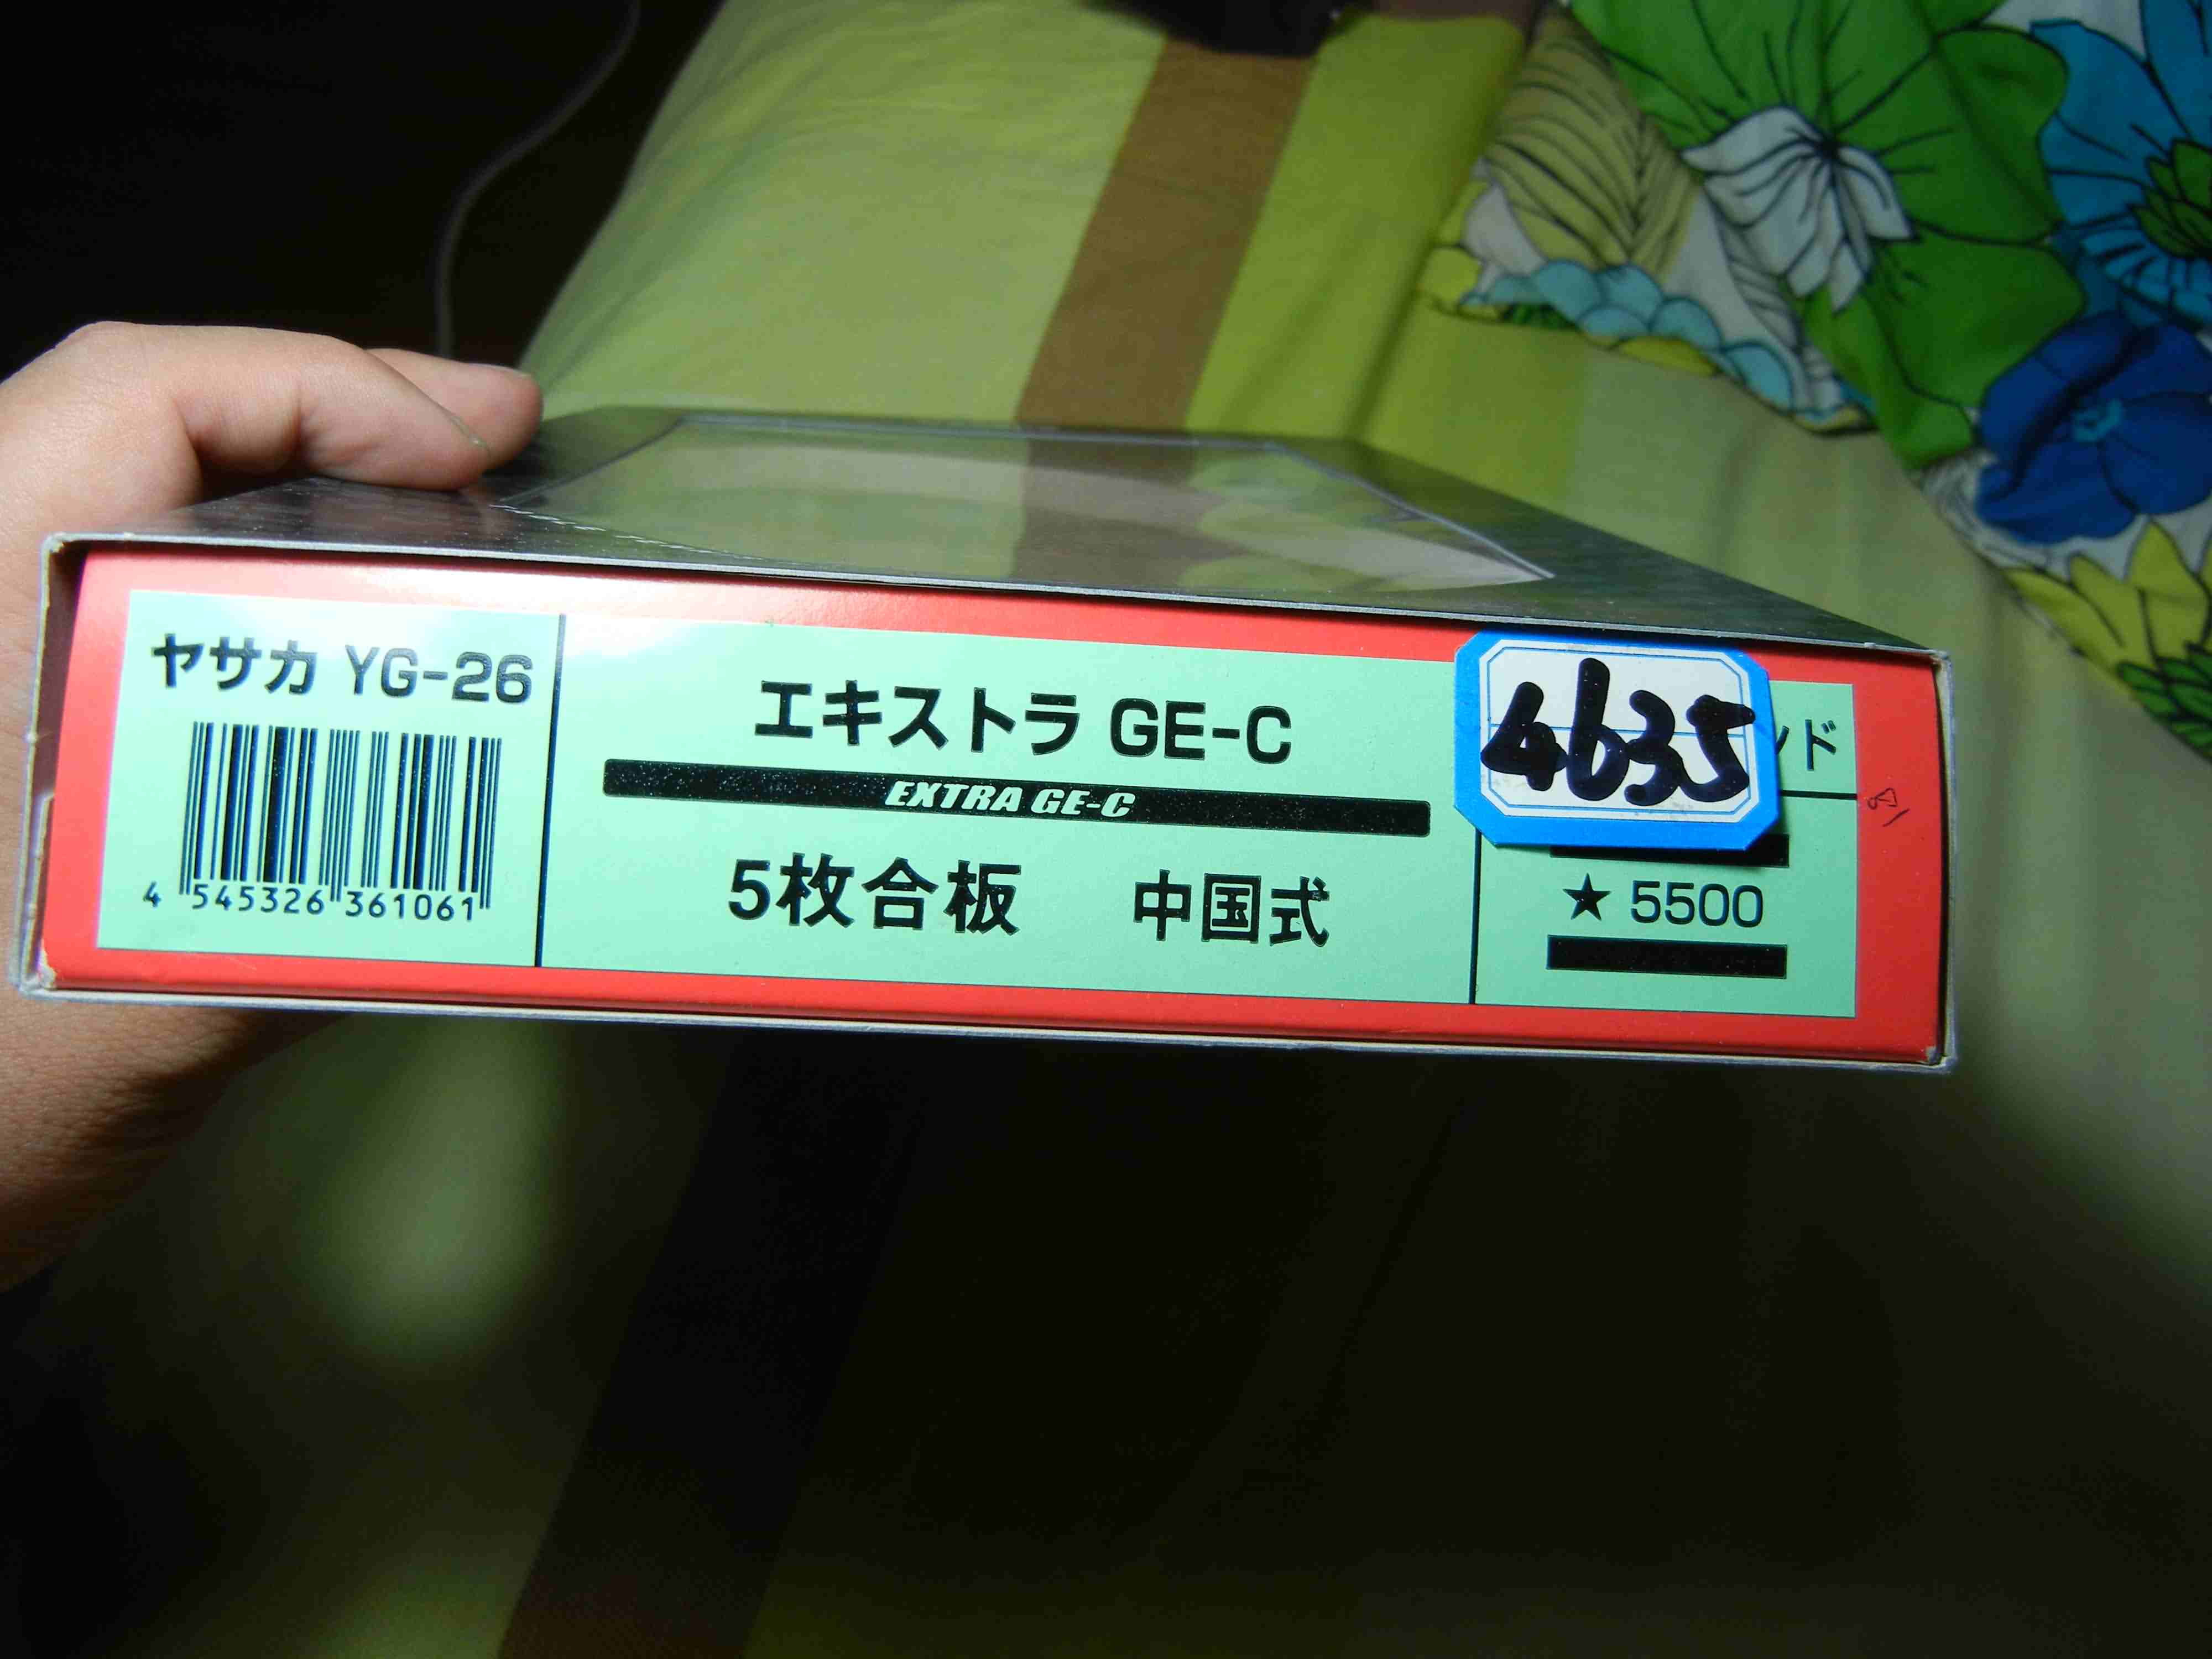 ヤサカ YG-26
4 545326 361061
エキストラ GE-C
EXTRA GE-C
5枚合板 中国式
4635
ンド
★ 5500